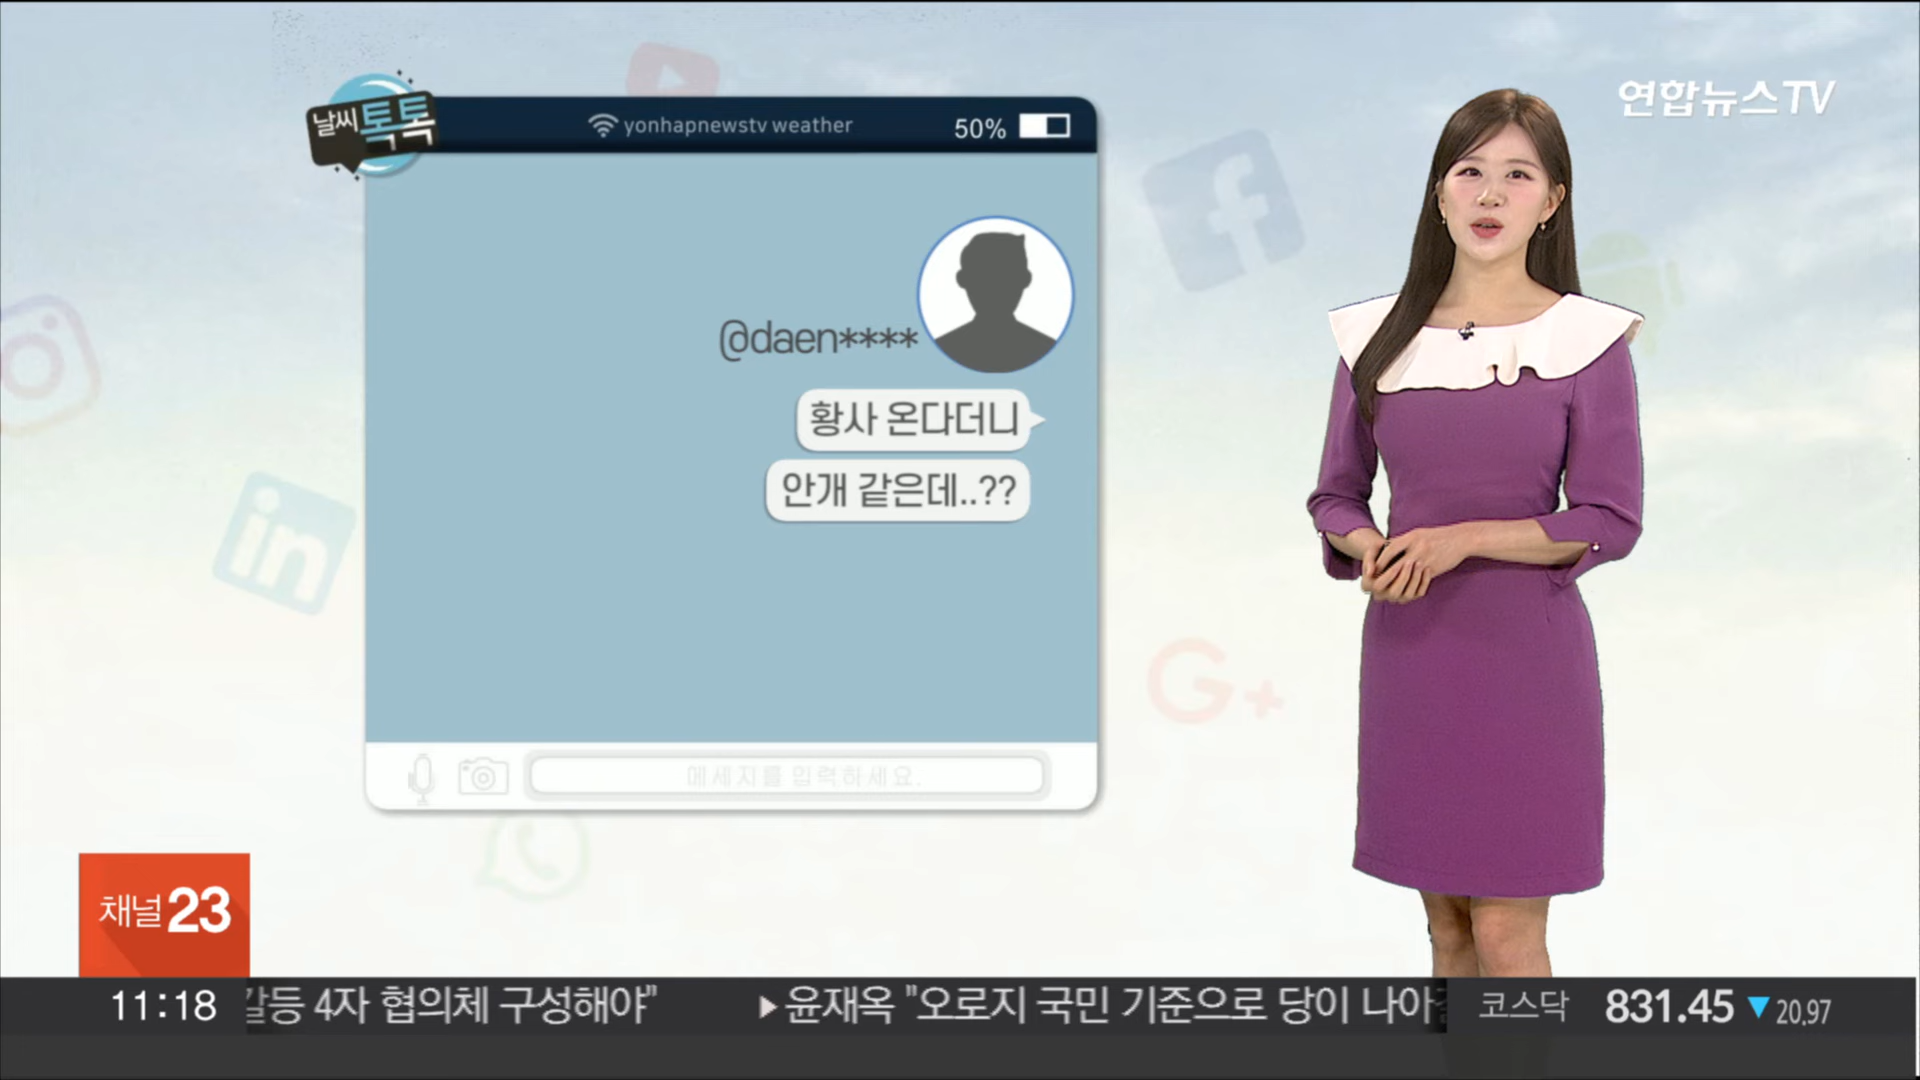 연합뉴스TV
날씨톡톡
yonhapnewstv weather
50%
@daen****
황사 온다더니
안개 같은데..??
메세지를 입력하세요.
채널23
11:18
갈등 4자 협의체 구성해야"
▶윤재옥 "오로지 국민 기준으로 당이 나아
코스닥 831.45 ▼20.97
in
G+